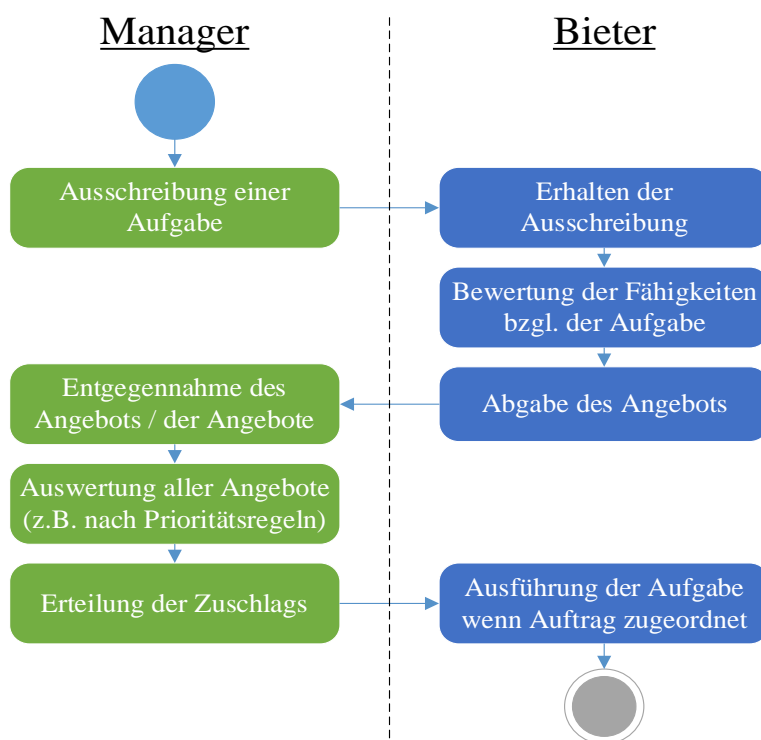 Manager
Bieter
Ausschreibung einer
Aufgabe
Erhalten der
Ausschreibung
Bewertung der Fähigkeiten
bzgl. der Aufgabe
Abgabe des Angebots
Entgegennahme des
Angebots / der Angebote
Auswertung aller Angebote
(z.B. nach Prioritätsregeln)
Erteilung der Zuschlags
Ausführung der Aufgabe
wenn Auftrag zugeordnet